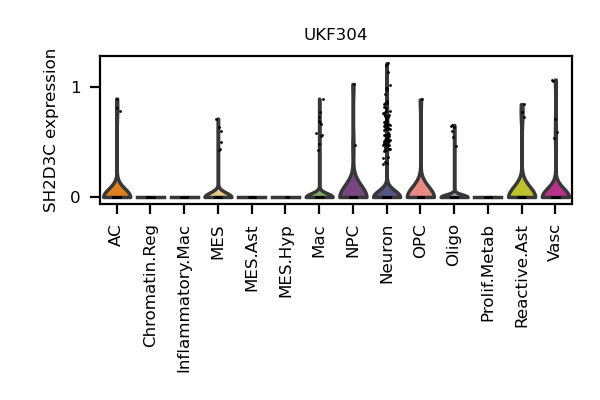 UKF304
SH2D3C expression
1
0
AC
Chromatin.Reg
Inflammatory.Mac
MES
MES.Ast
MES.Hyp
Mac
NPC
Neuron
OPC
Oligo
Prolif.Metab
Reactive.Ast
Vasc